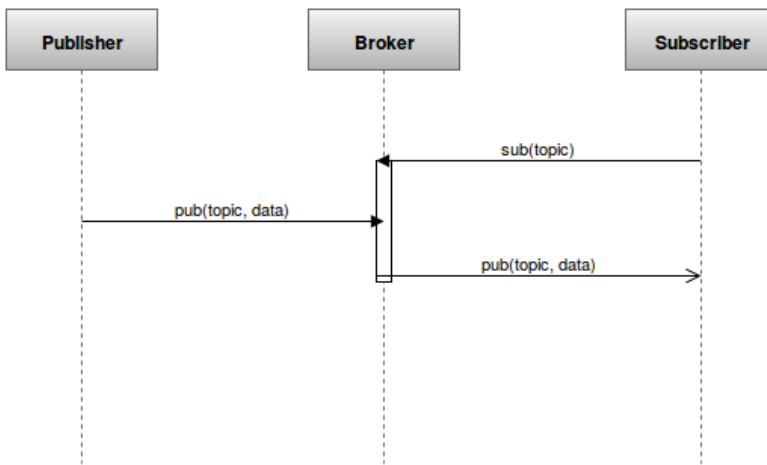 Publisher
Broker
Subscriber
sub(topic)
pub(topic, data)
pub(topic, data)